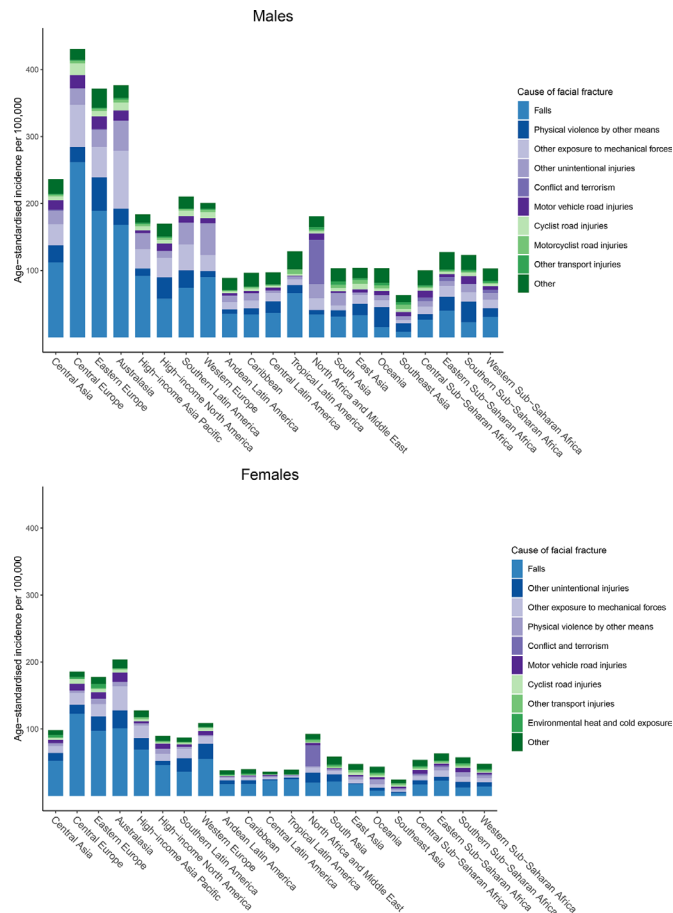 Males
Age-standardised incidence per 100,000
400
300
200
100
Cause of facial fracture
Falls
Physical violence by other means
Other exposure to mechanical forces
Other unintentional injuries
Conflict and terrorism
Motor vehicle road injuries
Cyclist road injuries
Motorcyclist road injuries
Other transport injuries
Other
Central Asia
Central Europe
Eastern Europe
Australasia
High-income Asia Pacific
High-income North America
Southern Latin America
Western Europe
Andean Latin America
Caribbean
Central Latin America
Tropical Latin America
North Africa and Middle East
South Asia
East Asia
Oceania
Southeast Asia
Central Sub-Saharan Africa
Eastern Sub-Saharan Africa
Southern Sub-Saharan Africa
Western Sub-Saharan Africa
Females
Age-standardised incidence per 100,000
400
300
200
100
Cause of facial fracture
Falls
Other unintentional injuries
Other exposure to mechanical forces
Physical violence by other means
Conflict and terrorism
Motor vehicle road injuries
Cyclist road injuries
Other transport injuries
Environmental heat and cold exposure
Other
Central Asia
Central Europe
Eastern Europe
Australasia
High-income Asia Pacific
High-income North America
Southern Latin America
Western Europe
Andean Latin America
Caribbean
Central Latin America
Tropical Latin America
North Africa and Middle East
South Asia
East Asia
Oceania
Southeast Asia
Central Sub-Saharan Africa
Eastern Sub-Saharan Africa
Southern Sub-Saharan Africa
Western Sub-Saharan Africa